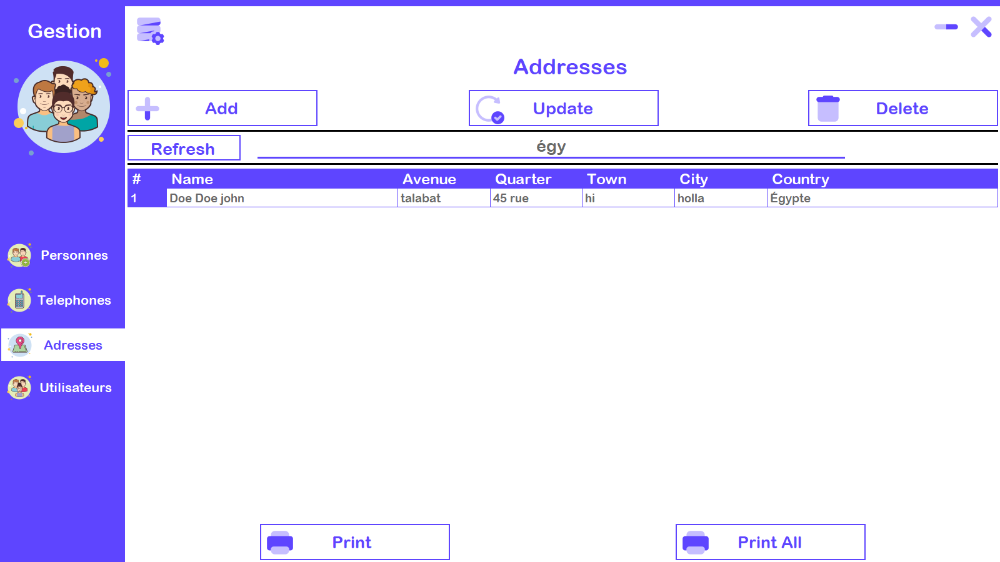 Gestion
Addresses
Add
Update
Delete
Refresh
égy
# Name Avenue Quarter Town City Country
1 Doe Doe john talabat 45 rue hi holla Égypte
Personnes
Telephones
Adresses
Utilisateurs
Print
Print All